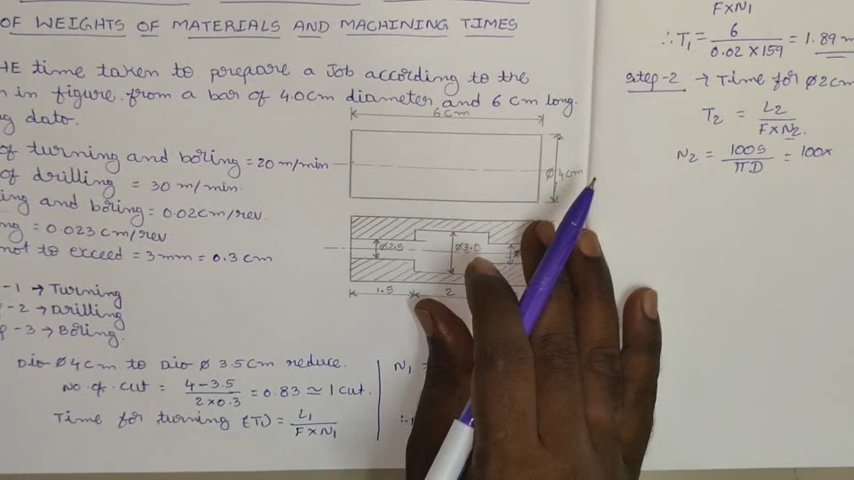 OF WEIGHTS OF MATERIALS AND MACHINING TIMES
HE time taken to prepare a Job according to the
n in figure. from a bar of 4.0cm diameter and 6 cm long.
g dato.
6 cm
Ø 4cm
of turning and boring = 20 m/min
of drilling = 30 m/min.
ing and boring = 0.02cm/rev
ng = 0.023 cm/rev
not to exceed = 3mm = 0.3 cm
Ø2.5
Ø3.0
1.5
2
-1 → Turning
-2 → Drilling
-3 → Boring.
Dia Ø 4cm to Dia Ø 3.5cm reduce.
No. of. cut = 4-3.5 / 2×0.3 = 0.83 ≃ 1 cut.
Time for turning (T1) = L1 / F×N1
N1 =
F×N1
∴ T1 = 6 / 0.02×159 = 1.89 m
step-2 → Time for Ø2cm
T2 = L2 / F×N2.
N2 = 100S / πD = 100×